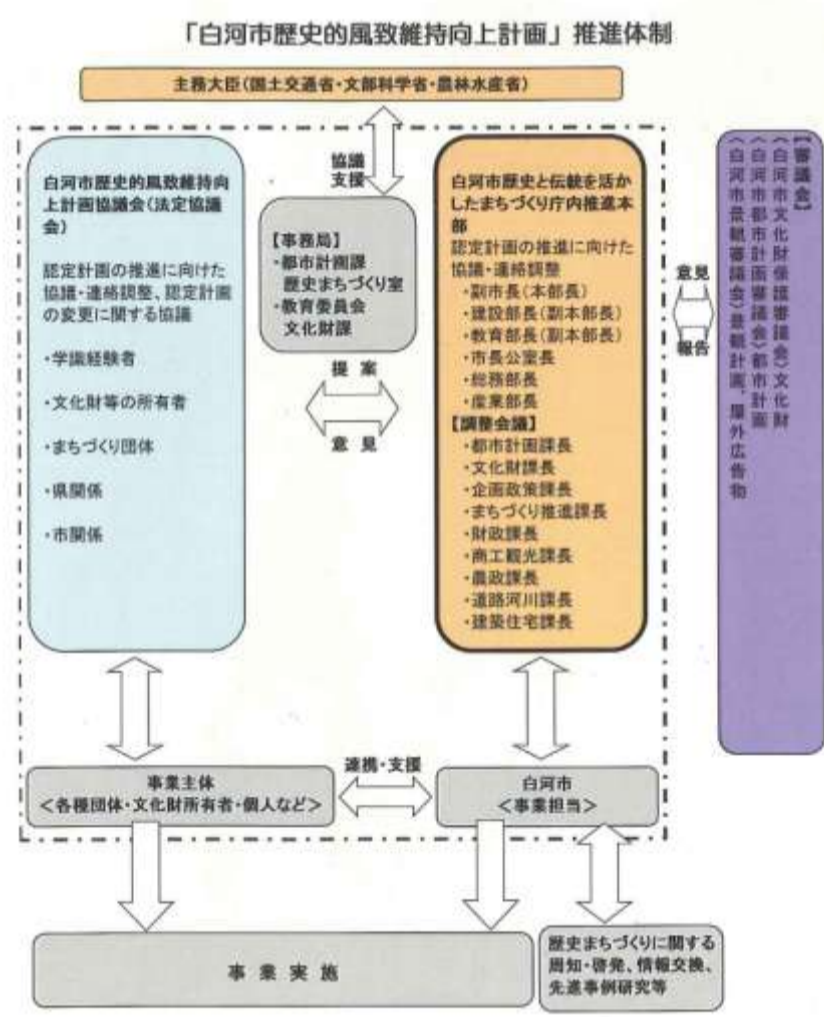 「白河市歴史的風致維持向上計画」推進体制
主務大臣(国土交通省・文部科学省・農林水産省)
協議
支援
白河市歴史的風致維持向
上計画協議会(法定協議
会)
認定計画の推進に向けた
協議・連絡調整、認定計画
の変更に関する協議
・学識経験者
・文化財等の所有者
・まちづくり団体
・県関係
・市関係
【事務局】
・都市計画課
歴史まちづくり室
・教育委員会
文化財課
提 案
意 見
白河市歴史と伝統を活か
したまちづくり庁内推進本
部
認定計画の推進に向けた
協議・連絡調整
・副市長(本部長)
・建設部長(副本部長)
・教育部長(副本部長)
・市長公室長
・総務部長
・産業部長
【調整会議】
・都市計画課長
・文化財課長
・企画政策課長
・まちづくり推進課長
・財政課長
・商工観光課長
・農政課長
・道路河川課長
・建築住宅課長
意見
報告
【審議会】
〈白河市文化財保護審議会〉文化財
〈白河市都市計画審議会〉都市計画
〈白河市景観審議会〉景観計画、屋外広告物
事業主体
<各種団体・文化財所有者・個人など>
連携・支援
白河市
<事業担当>
事 業 実 施
歴史まちづくりに関する
周知・啓発、情報交換、
先進事例研究等